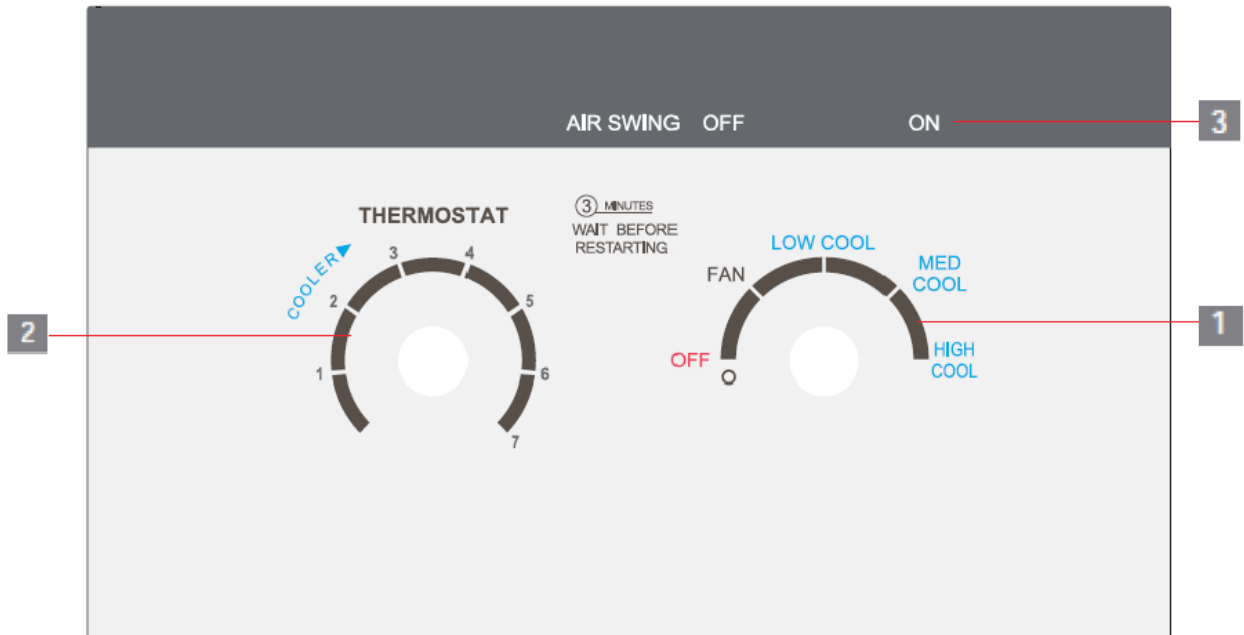 AIR SWING OFF ON
3
THERMOSTAT
COOLER
1
2
3
4
5
6
7
2
3 MINUTES
WAIT BEFORE
RESTARTING
OFF
FAN
LOW COOL
MED
COOL
HIGH
COOL
1